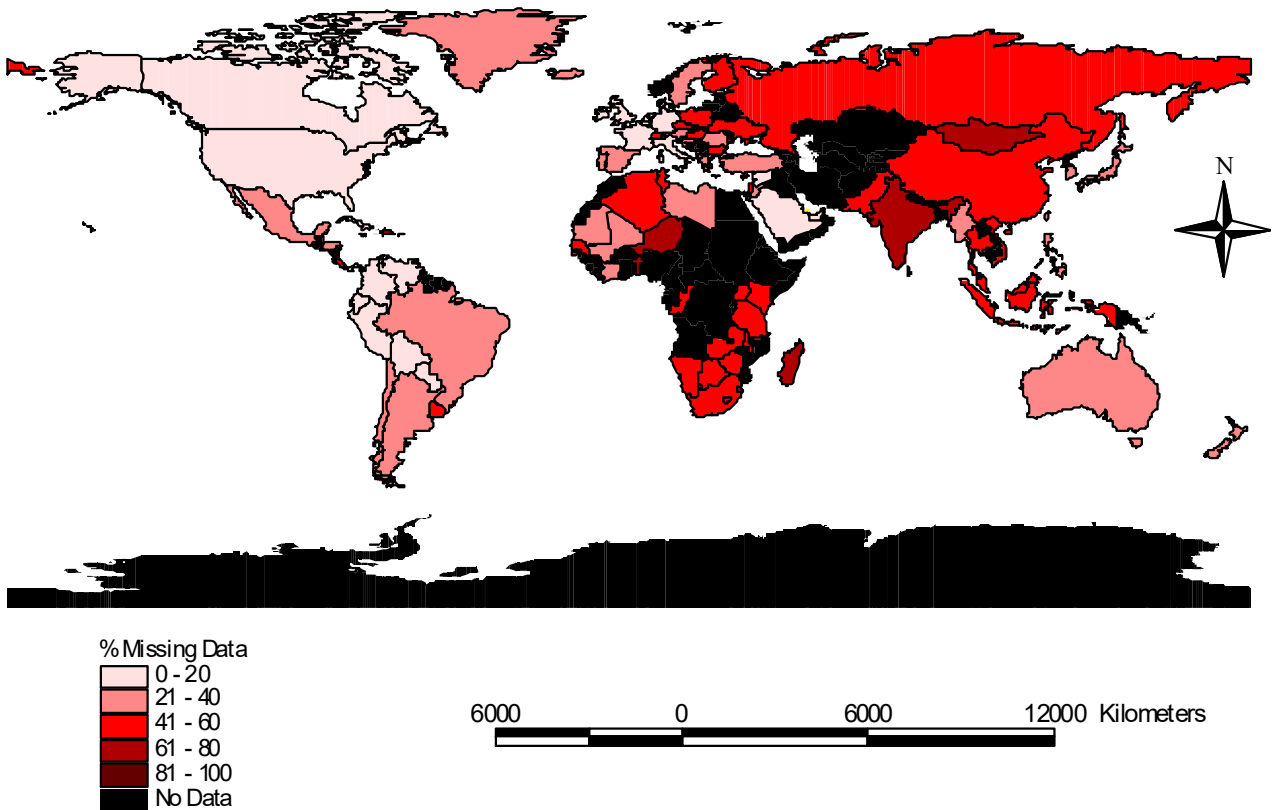 N
% Missing Data
0 - 20
21 - 40
41 - 60
61 - 80
81 - 100
No Data
6000 0 6000 12000 Kilometers